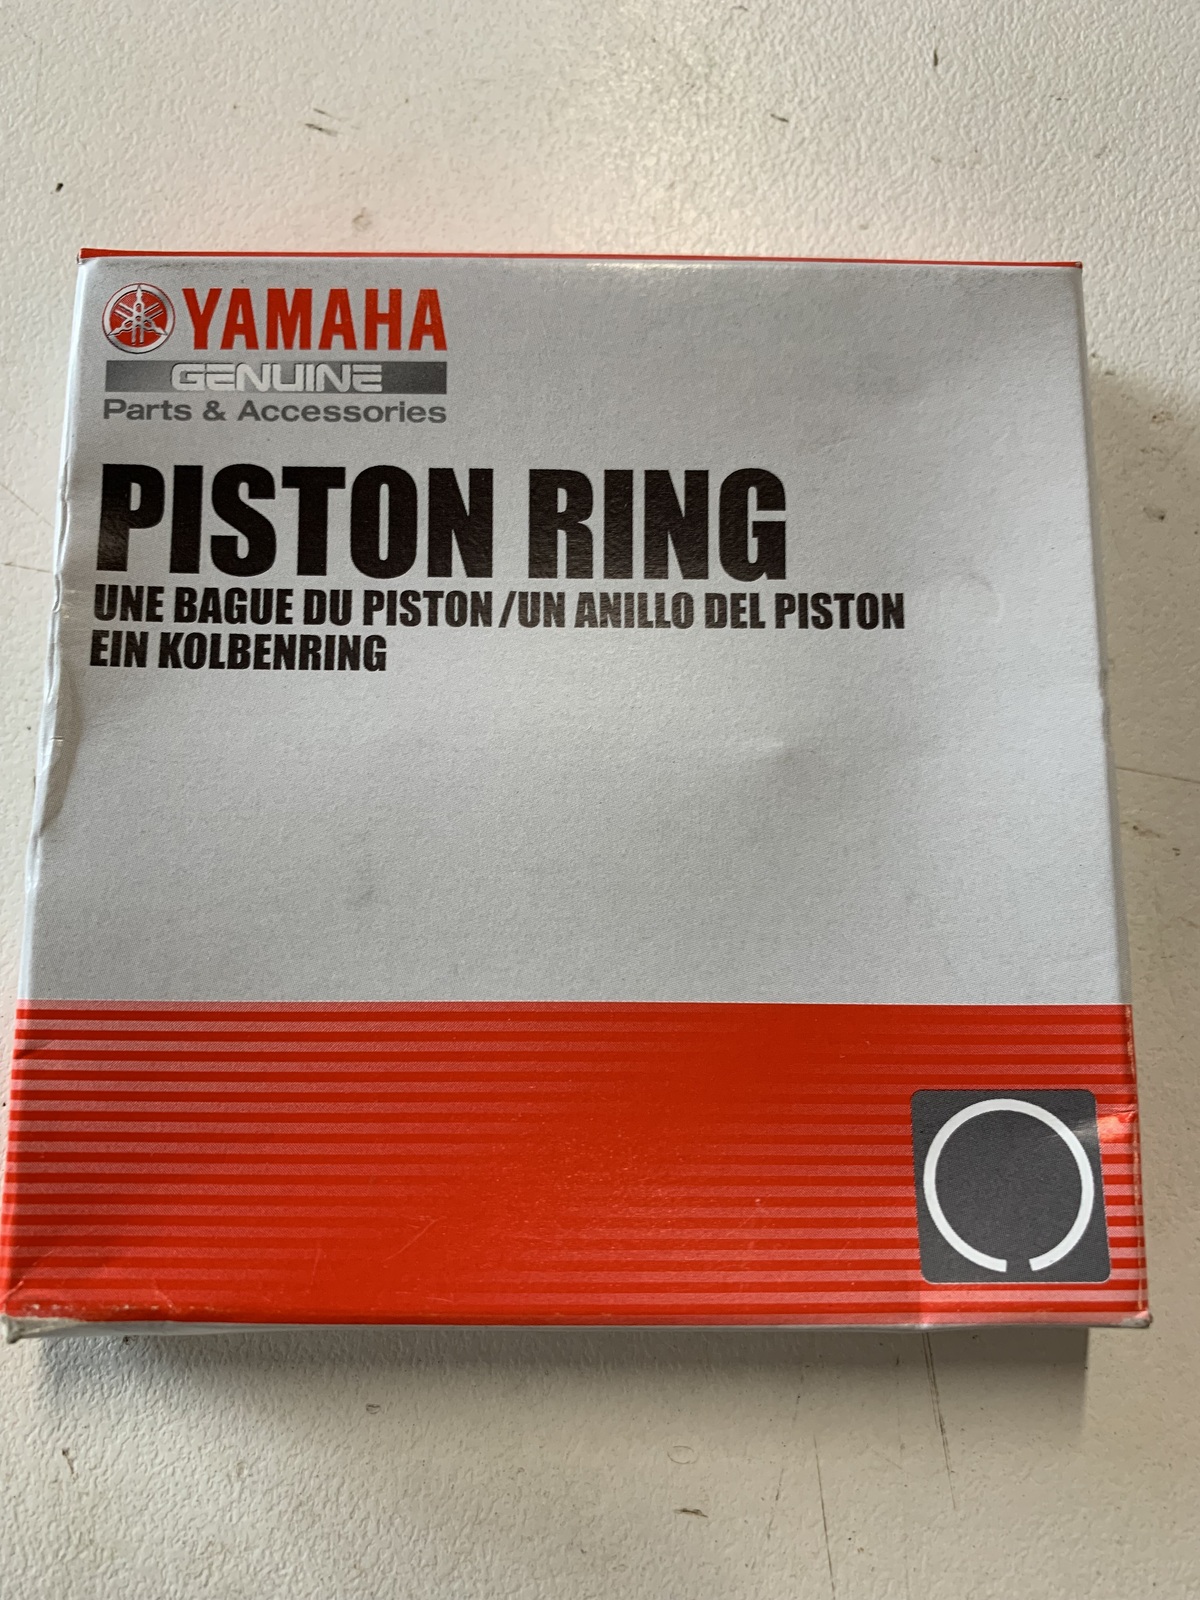 YAMAHA
GENUINE
Parts & Accessories
PISTON RING
UNE BAGUE DU PISTON/UN ANILLO DEL PISTON
EIN KOLBENRING